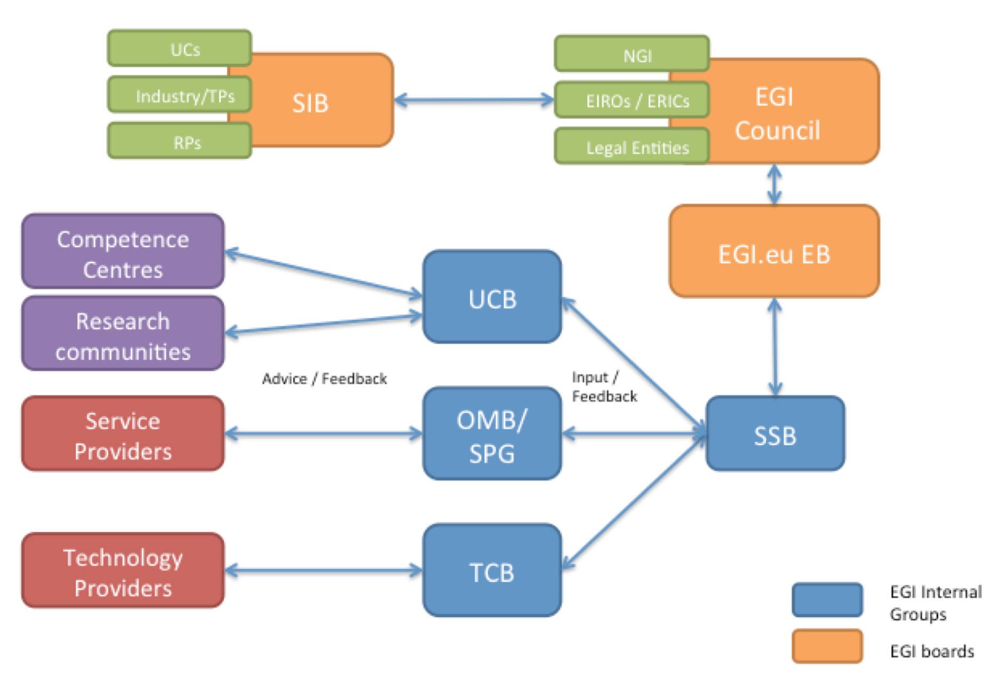 UCs
Industry/TPs
RPs
SIB
NGI
EIROs / ERICs
Legal Entities
EGI
Council
EGI.eu EB
Competence
Centres
Research
communities
UCB
Advice / Feedback
Input /
Feedback
Service
Providers
OMB/
SPG
SSB
Technology
Providers
TCB
EGI Internal
Groups
EGI boards